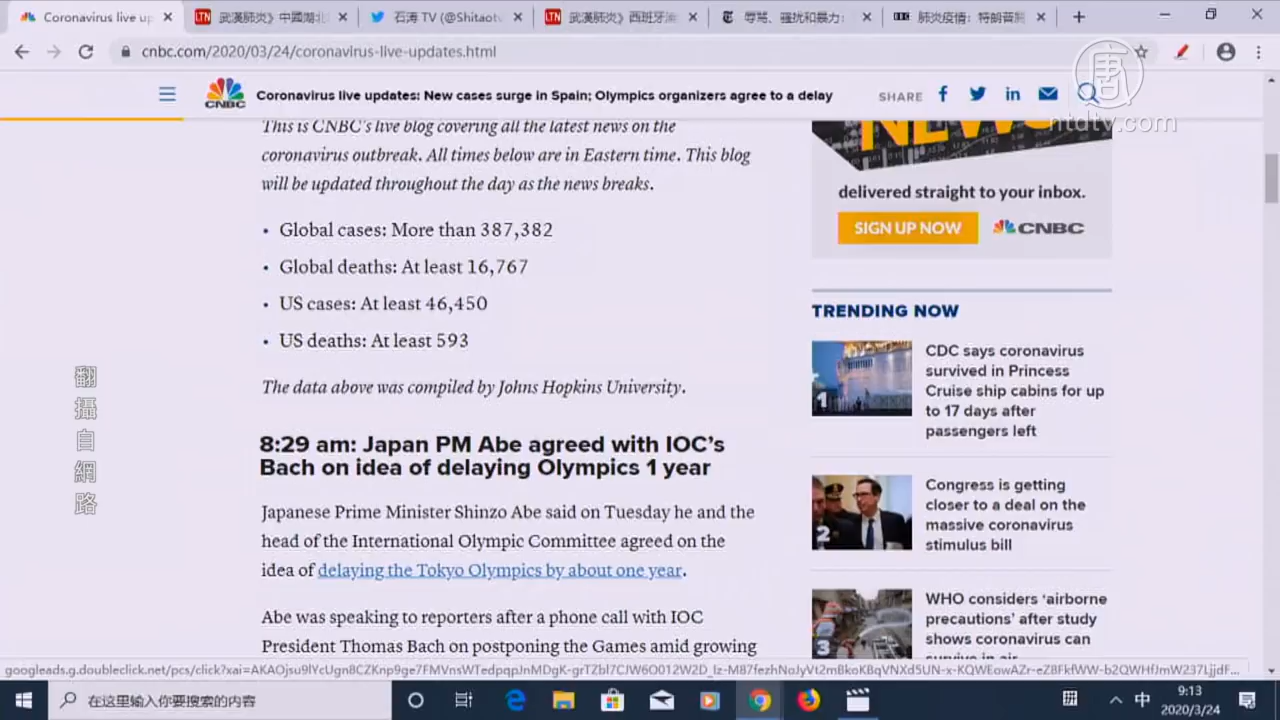 Coronavirus live up
武漢肺炎》中國湖北
石涛 TV (@Shitaotv
武漢肺炎》西班牙
辱骂、骚扰和暴力：
肺炎疫情：特朗普
cnbc.com/2020/03/24/coronavirus-live-updates.html
CNBC
Coronavirus live updates: New cases surge in Spain; Olympics organizers agree to a delay
SHARE
唐
ntdtv.com
This is CNBC's live blog covering all the latest news on the
coronavirus outbreak. All times below are in Eastern time. This blog
will be updated throughout the day as the news breaks.
• Global cases: More than 387,382
• Global deaths: At least 16,767
• US cases: At least 46,450
• US deaths: At least 593
The data above was compiled by Johns Hopkins University.
8:29 am: Japan PM Abe agreed with IOC's
Bach on idea of delaying Olympics 1 year
Japanese Prime Minister Shinzo Abe said on Tuesday he and the
head of the International Olympic Committee agreed on the
idea of delaying the Tokyo Olympics by about one year.
Abe was speaking to reporters after a phone call with IOC
President Thomas Bach on postponing the Games amid growing
NEWS
delivered straight to your inbox.
SIGN UP NOW
CNBC
TRENDING NOW
1
CDC says coronavirus
survived in Princess
Cruise ship cabins for up
to 17 days after
passengers left
2
Congress is getting
closer to a deal on the
massive coronavirus
stimulus bill
3
WHO considers 'airborne
precautions' after study
shows coronavirus can
survive in air
翻攝自網路
在这里输入你要搜索的内容
中
9:13
2020/3/24